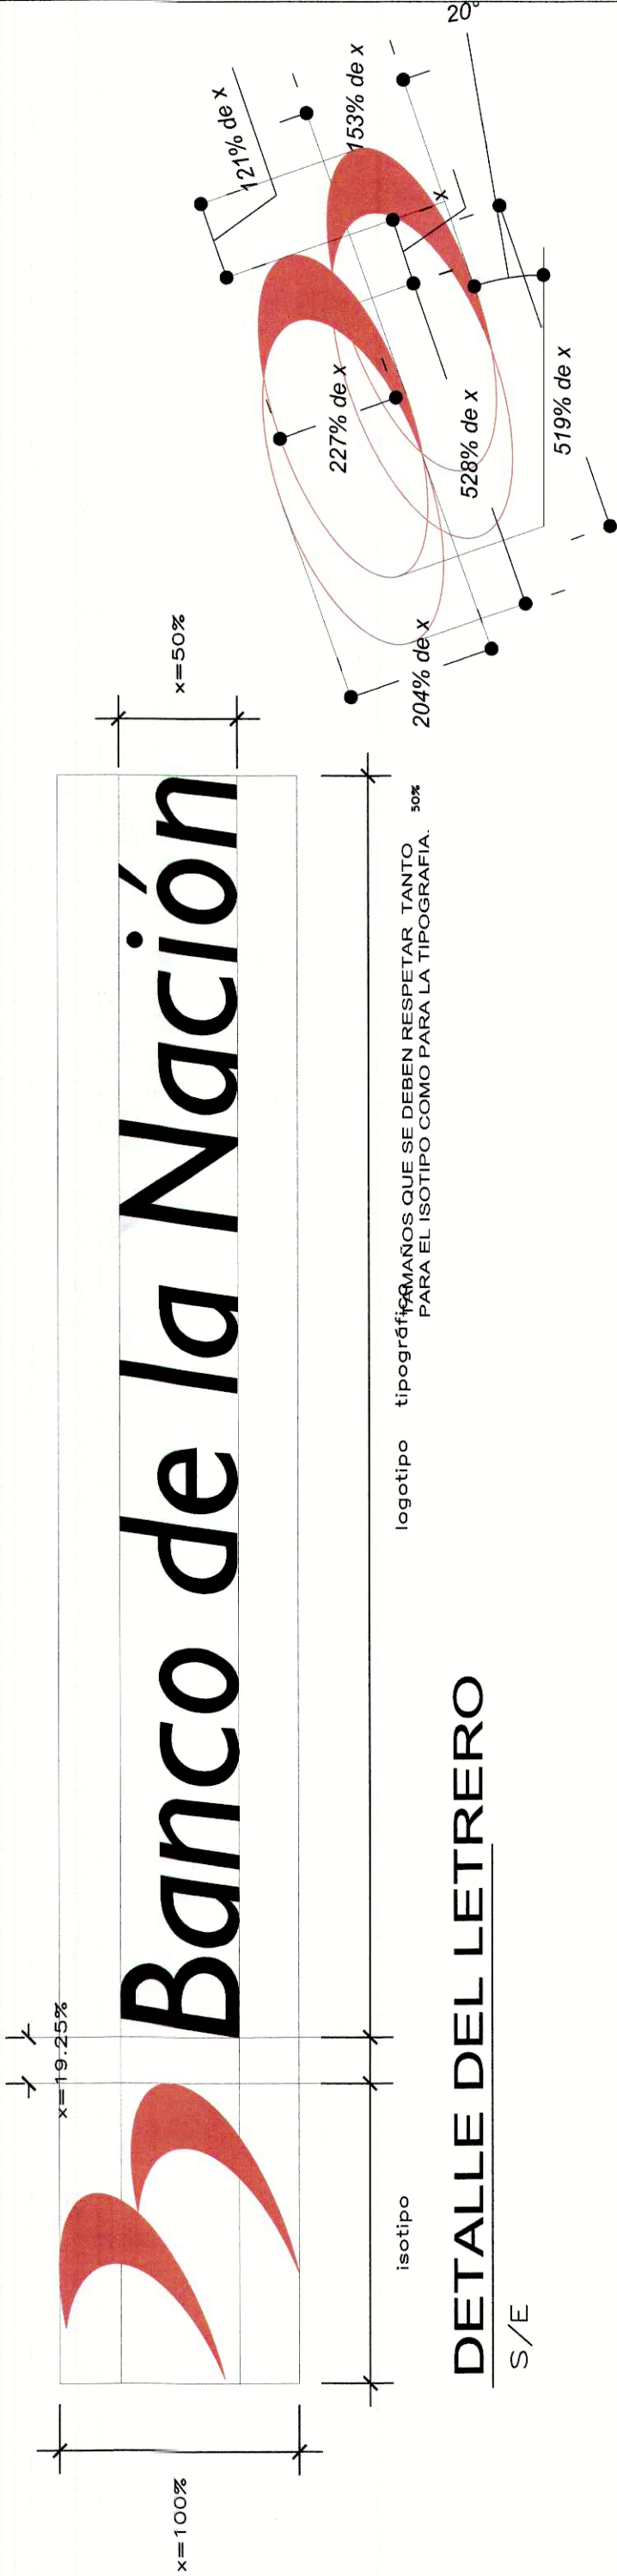 x=100%
x=19.25%
Banco de la Nación
x=50%
isotipo
logotipo tipográfico
TAMAÑOS QUE SE DEBEN RESPETAR TANTO
PARA EL ISOTIPO COMO PARA LA TIPOGRAFIA.
50%
DETALLE DEL LETRERO
S/E
121% de x
153% de x
20°
x
227% de x
528% de x
519% de x
204% de x